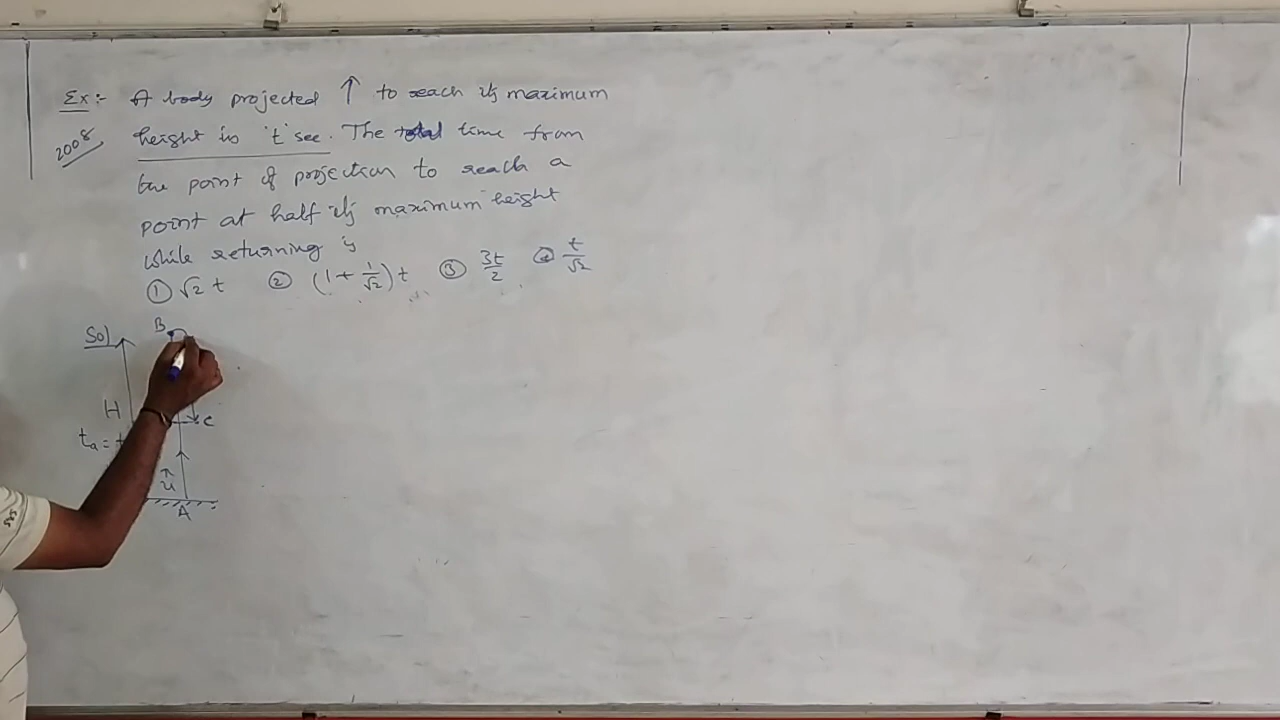 Ex:- A body projected ↑ to reach its maximum
2008 height is 't' sec. The total time from
the point of projection to reach a
point at half its maximum height
while returning is
① √2 t ② (1 + 1/√2) t ③ 3t/2 ④ t/√2
Sol B
H
C
tₐ =
u
A